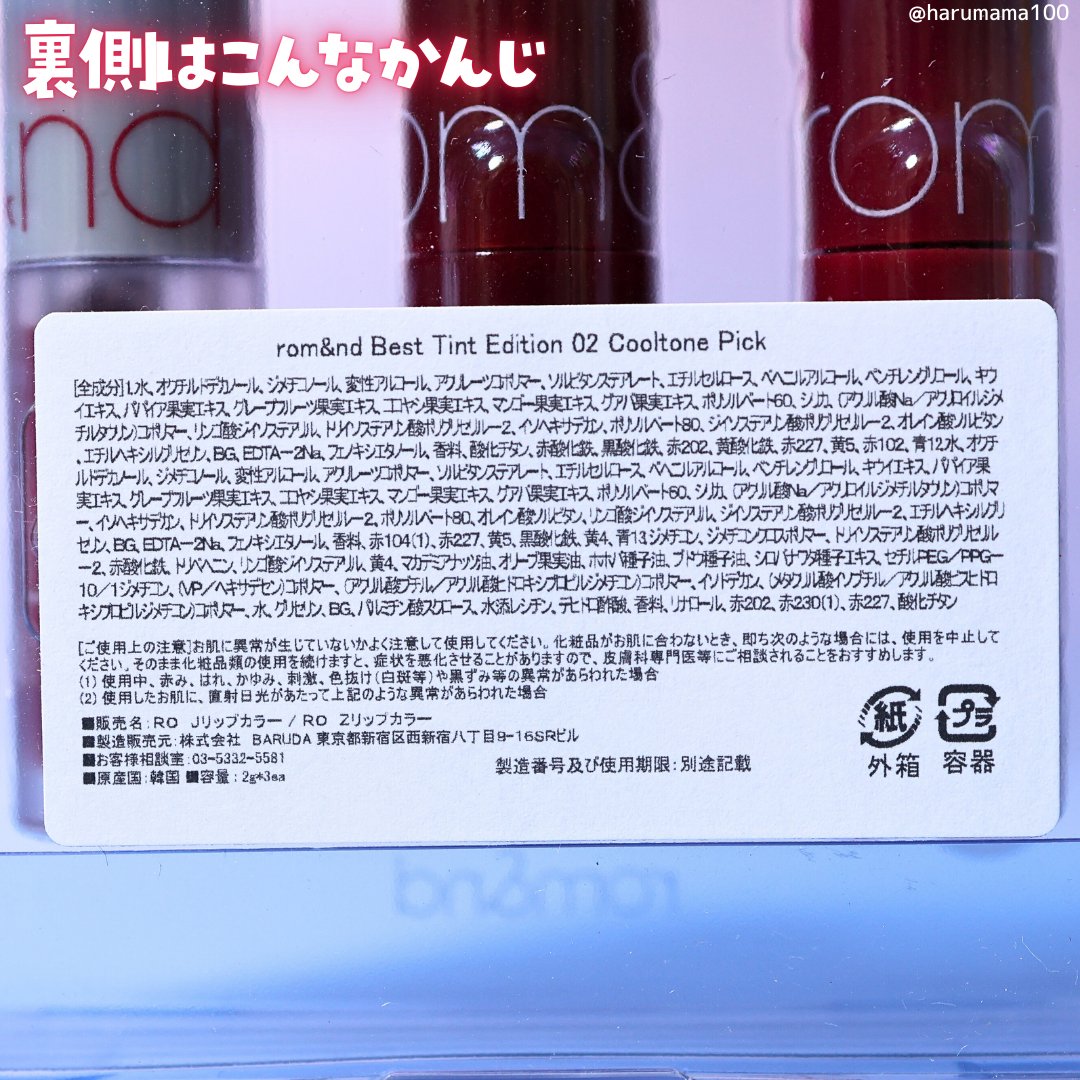 @harumama100
裏側はこんなかんじ
&nd
om&
rom
rom&nd Best Tint Edition 02 Cooltone Pick
[全成分]1.水、オクチルドデカノール、ジメチコノール、変性アルコール、アクリレーツコポリマー、ソルビタンステアレート、エチルセルロース、ベヘニルアルコール、ペンチレングリコール、キウ
イエキス、パパイア果実エキス、グレープフルーツ果実エキス、ココヤシ果実エキス、マンゴー果実エキス、グアバ果実エキス、ポリソルベート60、シリカ、(アクリル酸Na/アクリロイルジメ
チルタウリン)コポリマー、リンゴ酸ジイソステアリル、トリイソステアリン酸ポリグリセリル-2、イソヘキサデカン、ポリソルベート80、ジイソステアリン酸ポリグリセリル-2、オレイン酸ソルビタン
、エチルヘキシルグリセリン、BG、EDTA-2Na、フェノキシエタノール、香料、酸化チタン、赤酸化鉄、黒酸化鉄、赤202、黄酸化鉄、赤227、黄5、赤102、青1 2.水、オクチ
ルドデカノール、ジメチコノール、変性アルコール、アクリレーツコポリマー、ソルビタンステアレート、エチルセルロース、ベヘニルアルコール、ペンチレングリコール、キウイエキス、パパイア果
実エキス、グレープフルーツ果実エキス、ココヤシ果実エキス、マンゴー果実エキス、グアバ果実エキス、ポリソルベート60、シリカ、(アクリル酸Na/アクリロイルジメチルタウリン)コポリマ
ー、イソヘキサデカン、トリイソステアリン酸ポリグリセリル-2、ポリソルベート80、オレイン酸ソルビタン、リンゴ酸ジイソステアリル、ジイソステアリン酸ポリグリセリル-2、エチルヘキシルグリ
セリン、BG、EDTA-2Na、フェノキシエタノール、香料、赤104(1)、赤227、黄5、黒酸化鉄、黄4、青1 3.ジメチコン、ジメチコンクロスポリマー、トリイソステアリン酸ポリグリセリル
-2、赤酸化鉄、トリベヘニン、リンゴ酸ジイソステアリル、黄4、マカデミアナッツ油、オリーブ果実油、ホホバ種子油、ブドウ種子油、シロバナワタ種子エキス、セチルPEG/PPG-
10/1ジメチコン、(VP/ヘキサデセン)コポリマー、(アクリル酸ブチル/アクリル酸ヒドロキシプロピルジメチコン)コポリマー、イソドデカン、(メタクリル酸イソブチル/アクリル酸ビスヒドロ
キシプロピルジメチコン)コポリマー、水、グリセリン、BG、パルミチン酸スクロース、水添レシチン、デヒドロ酢酸、香料、リナロール、赤202、赤230(1)、赤227、酸化チタン
[ご使用上の注意]お肌に異常が生じていないかよく注意して使用してください。化粧品がお肌に合わないとき、即ち次のような場合には、使用を中止して
ください。そのまま化粧品類の使用を続けますと、症状を悪化させることがありますので、皮膚科専門医等にご相談されることをおすすめします。
(1) 使用中、赤み、はれ、かゆみ、刺激、色抜け(白斑等)や黒ずみ等の異常があらわれた場合
(2) 使用したお肌に、直射日光があたって上記のような異常があらわれた場合
■販売名:RO Jリップカラー / RO Zリップカラー
■製造販売元:株式会社 BARUDA 東京都新宿区西新宿八丁目9-16SRビル
■お客様相談室:03-5332-5581
■原産国:韓国 ■容量:2g*3ea
製造番号及び使用期限:別途記載
紙
外箱
プラ
容器
rom&nd